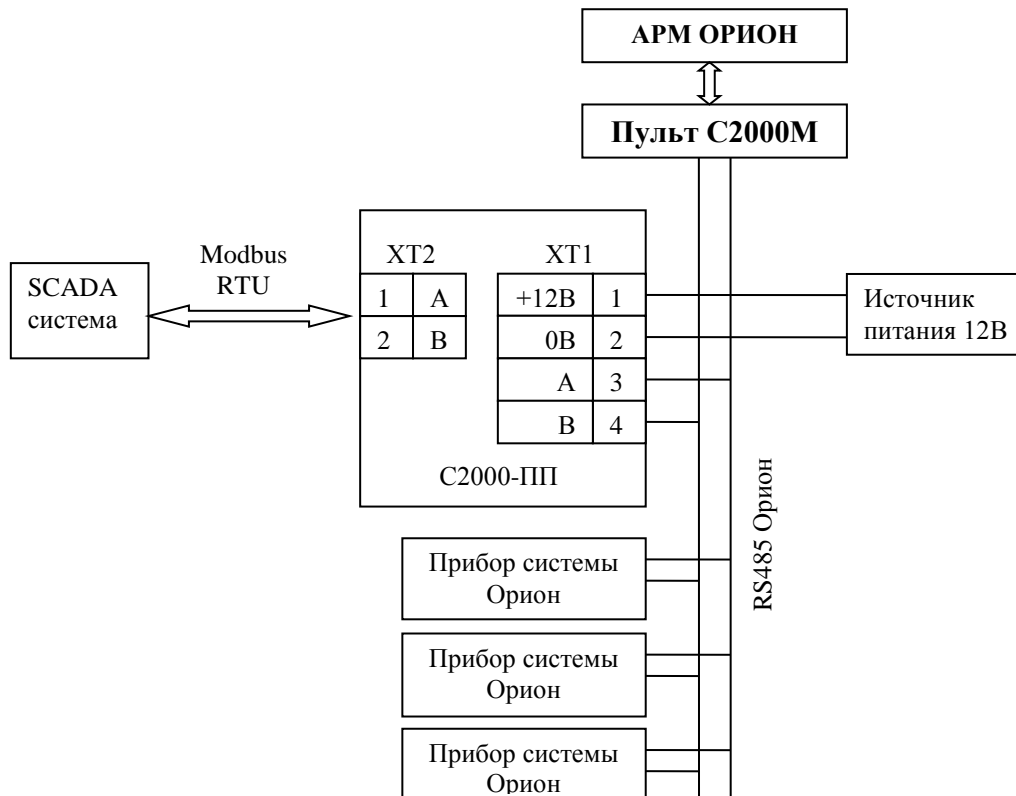 АРМ ОРИОН
Пульт С2000М
SCADA
система
Modbus
RTU
XT2
XT1
1 A
2 B
+12В 1
0В 2
A 3
B 4
С2000-ПП
Источник
питания 12В
RS485 Орион
Прибор системы
Орион
Прибор системы
Орион
Прибор системы
Орион